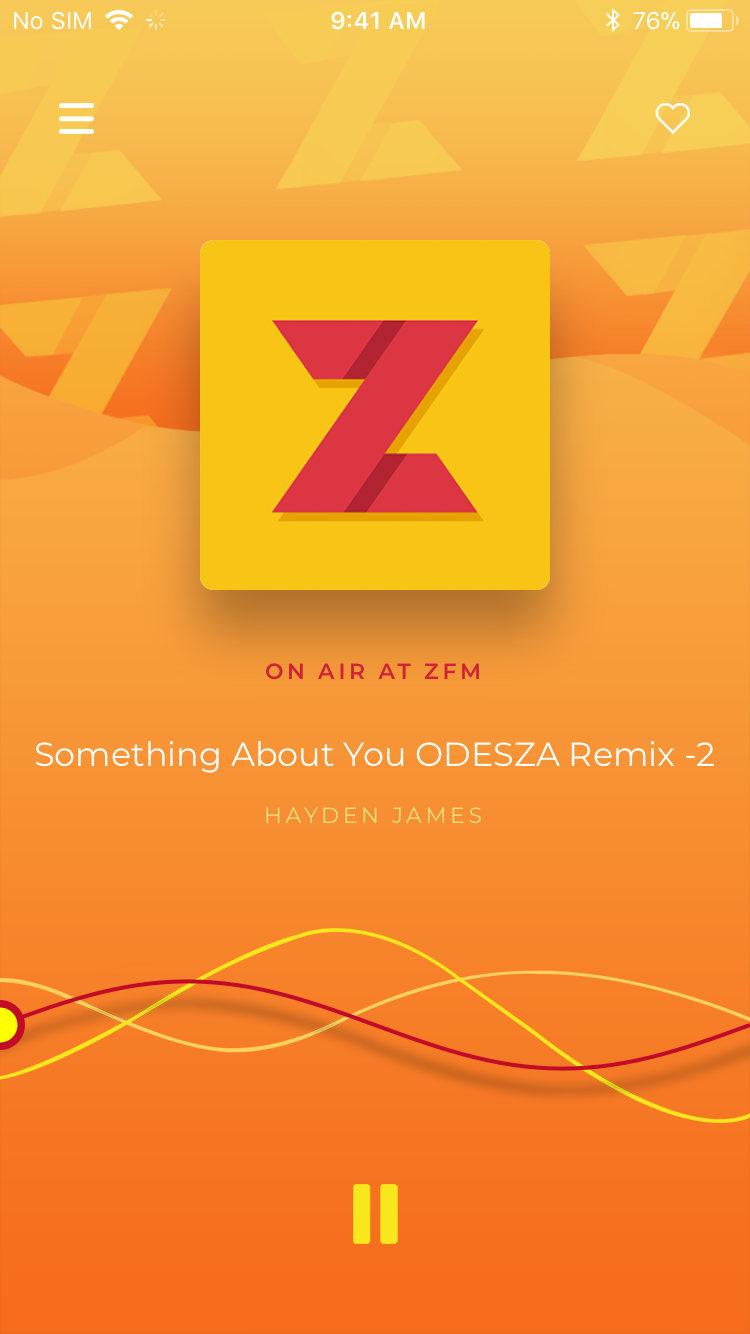 No SIM 9:41 AM 76%
Z
ON AIR AT ZFM
Something About You ODESZA Remix -2
HAYDEN JAMES